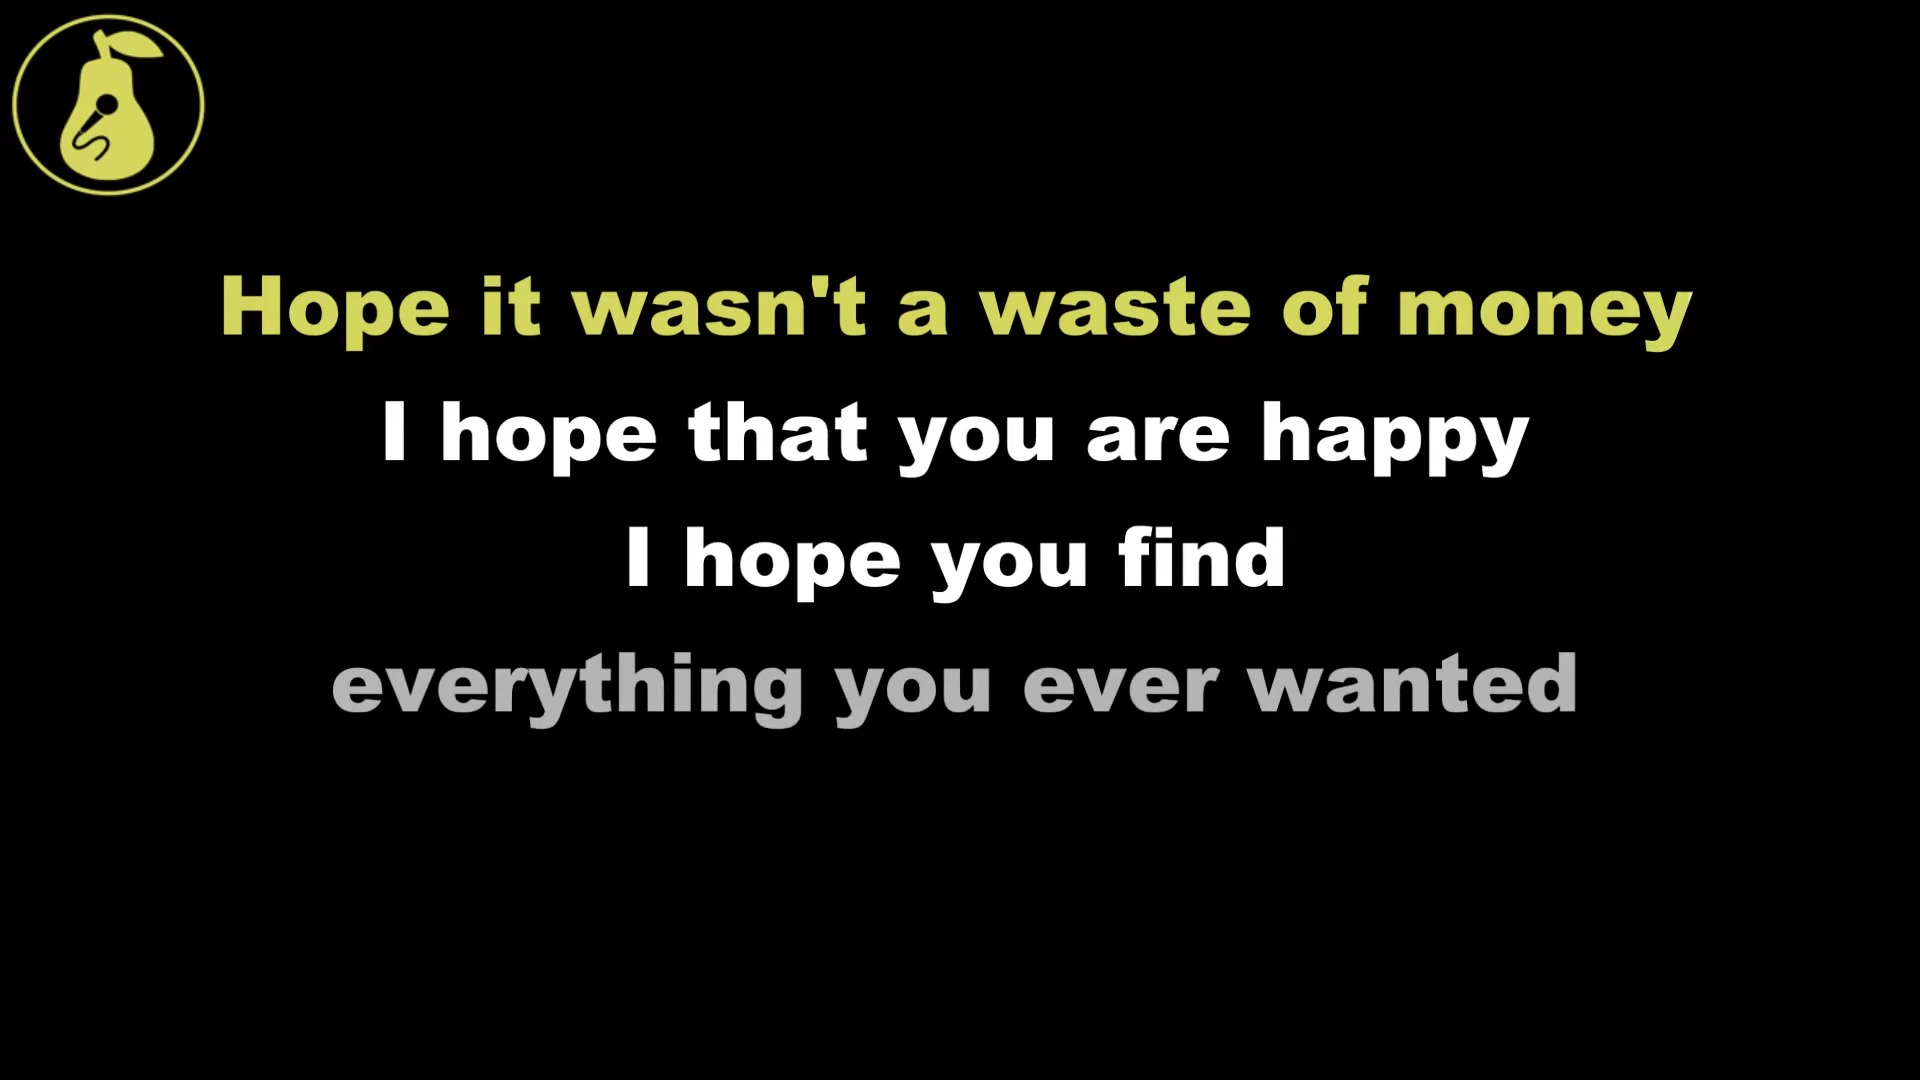 Hope it wasn't a waste of money
I hope that you are happy
I hope you find
everything you ever wanted